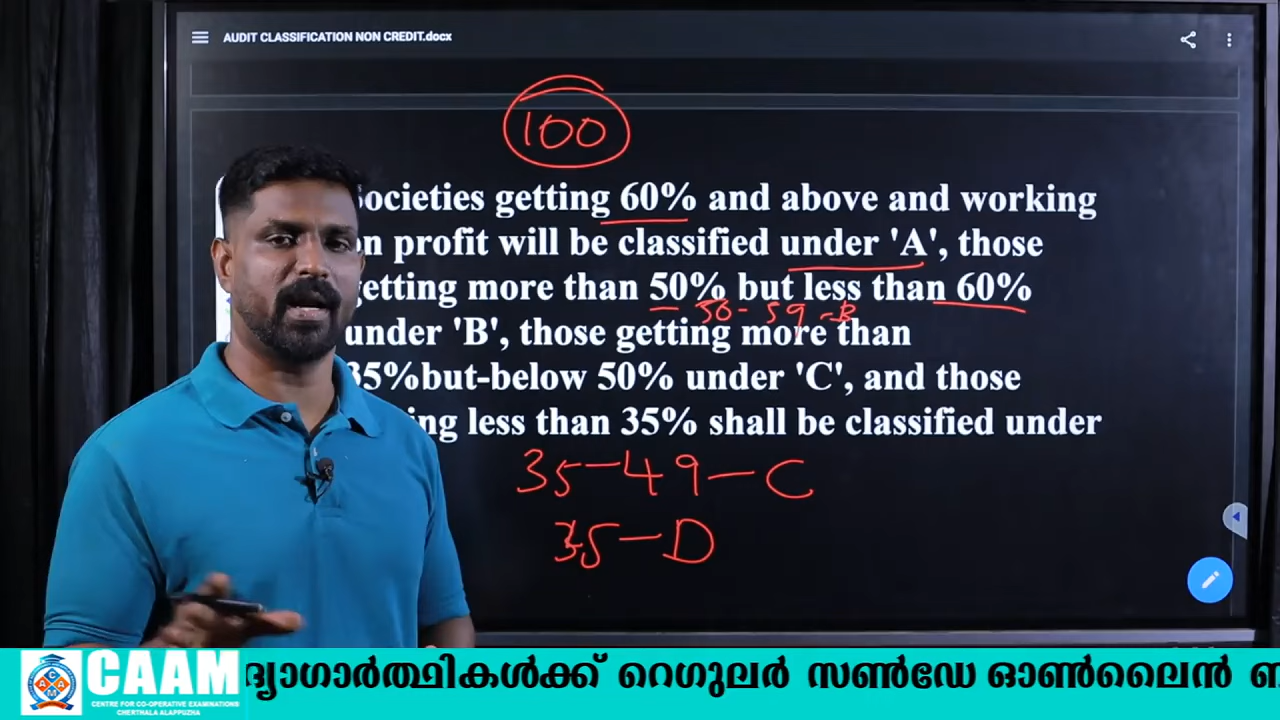 AUDIT CLASSIFICATION NON CREDIT.docx
100
Societies getting 60% and above and working
on profit will be classified under 'A', those
getting more than 50% but less than 60%
50-59-B
under 'B', those getting more than
35%but-below 50% under 'C', and those
ing less than 35% shall be classified under
35-49-C
35-D
CAAM
CENTRE FOR CO-OPERATIVE EXAMINATIONS
CHERTHALA ALAPPUZHA
ദ്യോഗാർത്ഥികൾക്ക് റെഗുലർ സൺഡേ ഓൺലൈൻ